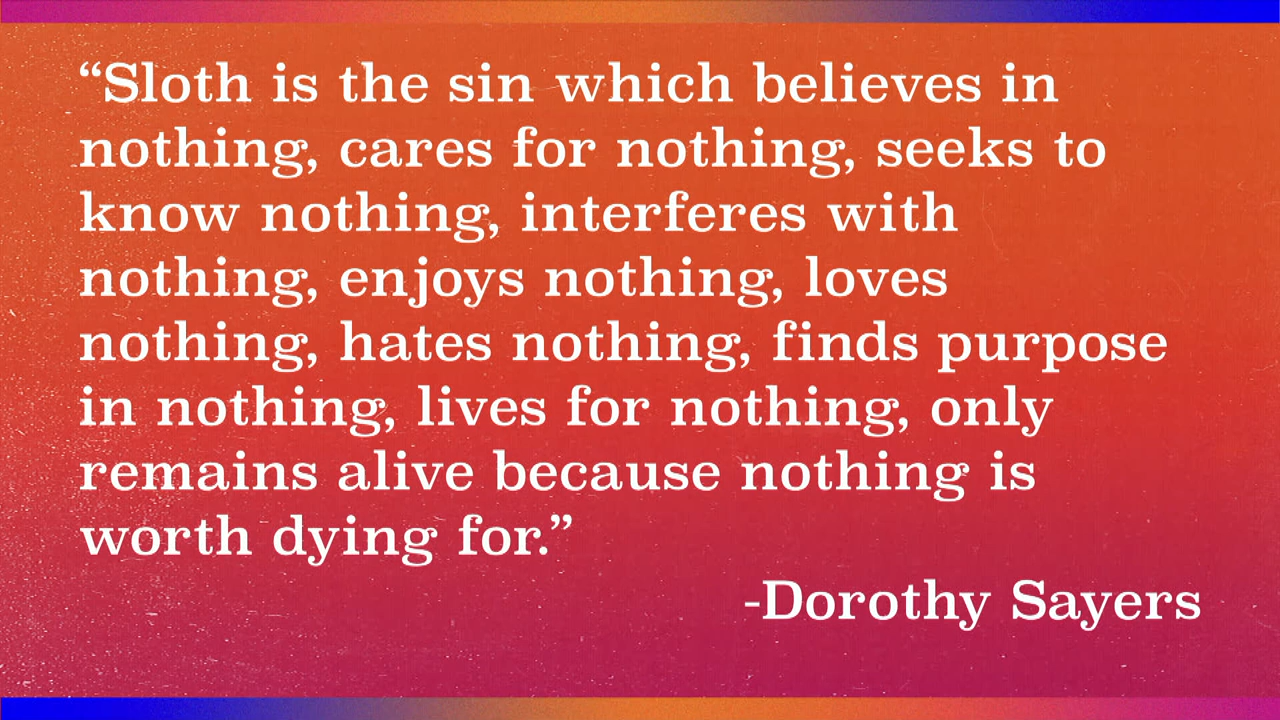 “Sloth is the sin which believes in
nothing, cares for nothing, seeks to
know nothing, interferes with
nothing, enjoys nothing, loves
nothing, hates nothing, finds purpose
in nothing, lives for nothing, only
remains alive because nothing is
worth dying for.”
-Dorothy Sayers